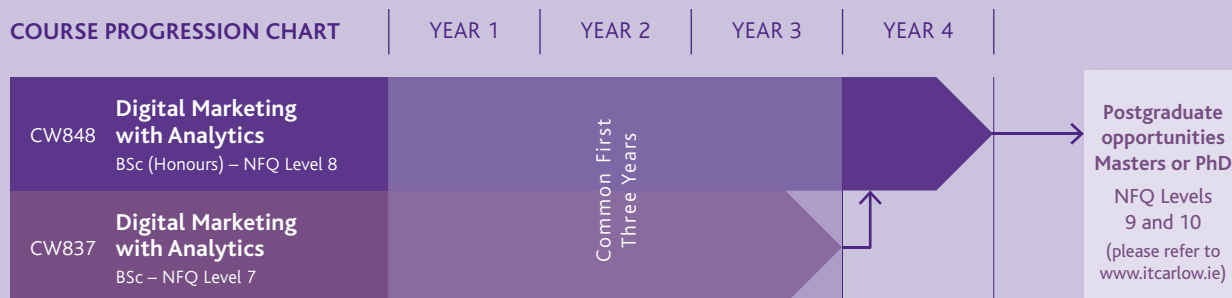 COURSE PROGRESSION CHART
YEAR 1
YEAR 2
YEAR 3
YEAR 4
CW848
Digital Marketing
with Analytics
BSc (Honours) – NFQ Level 8
CW837
Digital Marketing
with Analytics
BSc – NFQ Level 7
Common First
Three Years
Postgraduate
opportunities
Masters or PhD
NFQ Levels
9 and 10
(please refer to
www.itcarlow.ie)